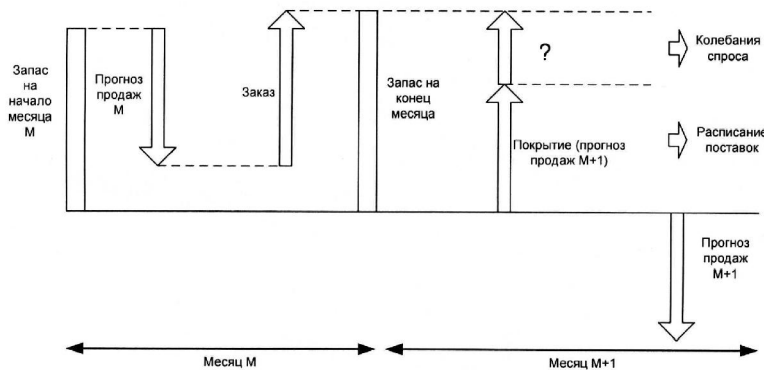 Запас
на
начало
месяца
М
Прогноз
продаж
М
Заказ
Запас на
конец
месяца
?
Покрытие (прогноз
продаж М+1)
Колебания
спроса
Расписание
поставок
Прогноз
продаж
М+1
Месяц М
Месяц М+1